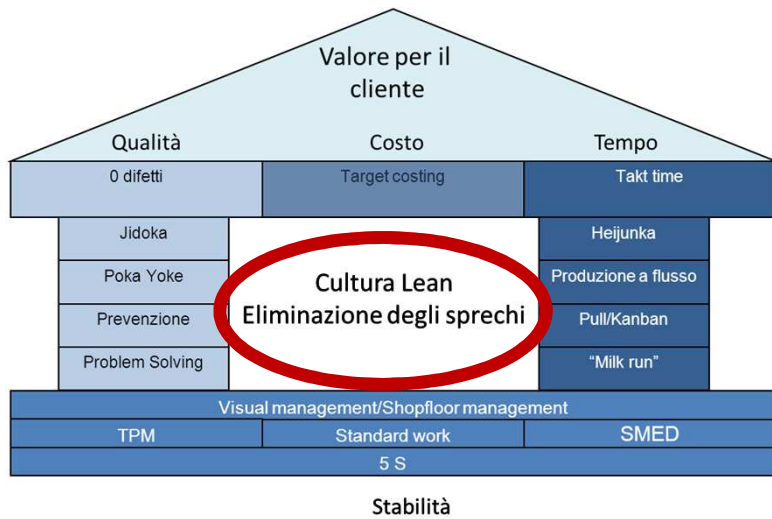 Valore per il
cliente
Qualità Costo Tempo
0 difetti Target costing Takt time
Jidoka Heijunka
Poka Yoke Produzione a flusso
Cultura Lean
Eliminazione degli sprechi
Prevenzione Pull/Kanban
Problem Solving "Milk run"
Visual management/Shopfloor management
TPM Standard work SMED
5 S
Stabilità